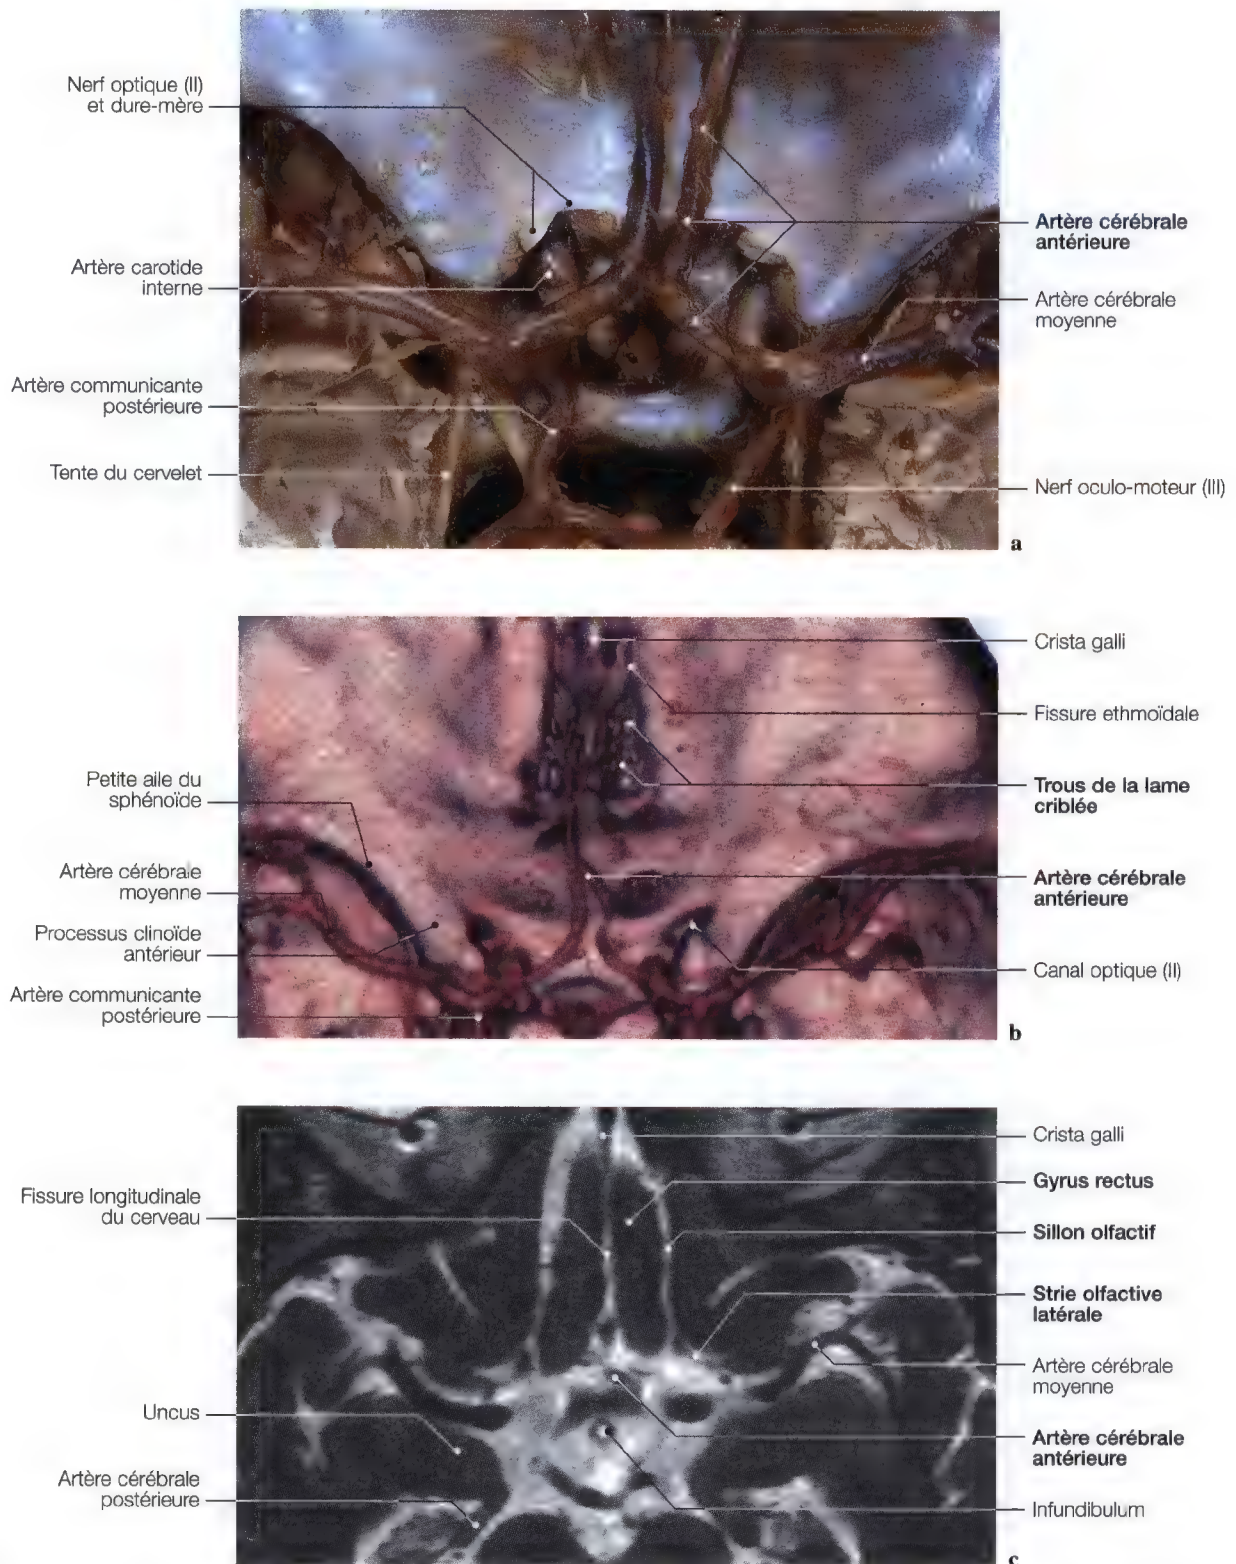 Nerf optique (II)
et dure-mère
Artère carotide
interne
Artère communicante
postérieure
Tente du cervelet
Artère cérébrale
antérieure
Artère cérébrale
moyenne
Nerf oculo-moteur (III)
a
Petite aile du
sphénoïde
Artère cérébrale
moyenne
Processus clinoïde
antérieur
Artère communicante
postérieure
Crista galli
Fissure ethmoïdale
Trous de la lame
criblée
Artère cérébrale
antérieure
Canal optique (II)
b
Fissure longitudinale
du cerveau
Uncus
Artère cérébrale
postérieure
Crista galli
Gyrus rectus
Sillon olfactif
Strie olfactive
latérale
Artère cérébrale
moyenne
Artère cérébrale
antérieure
Infundibulum
c